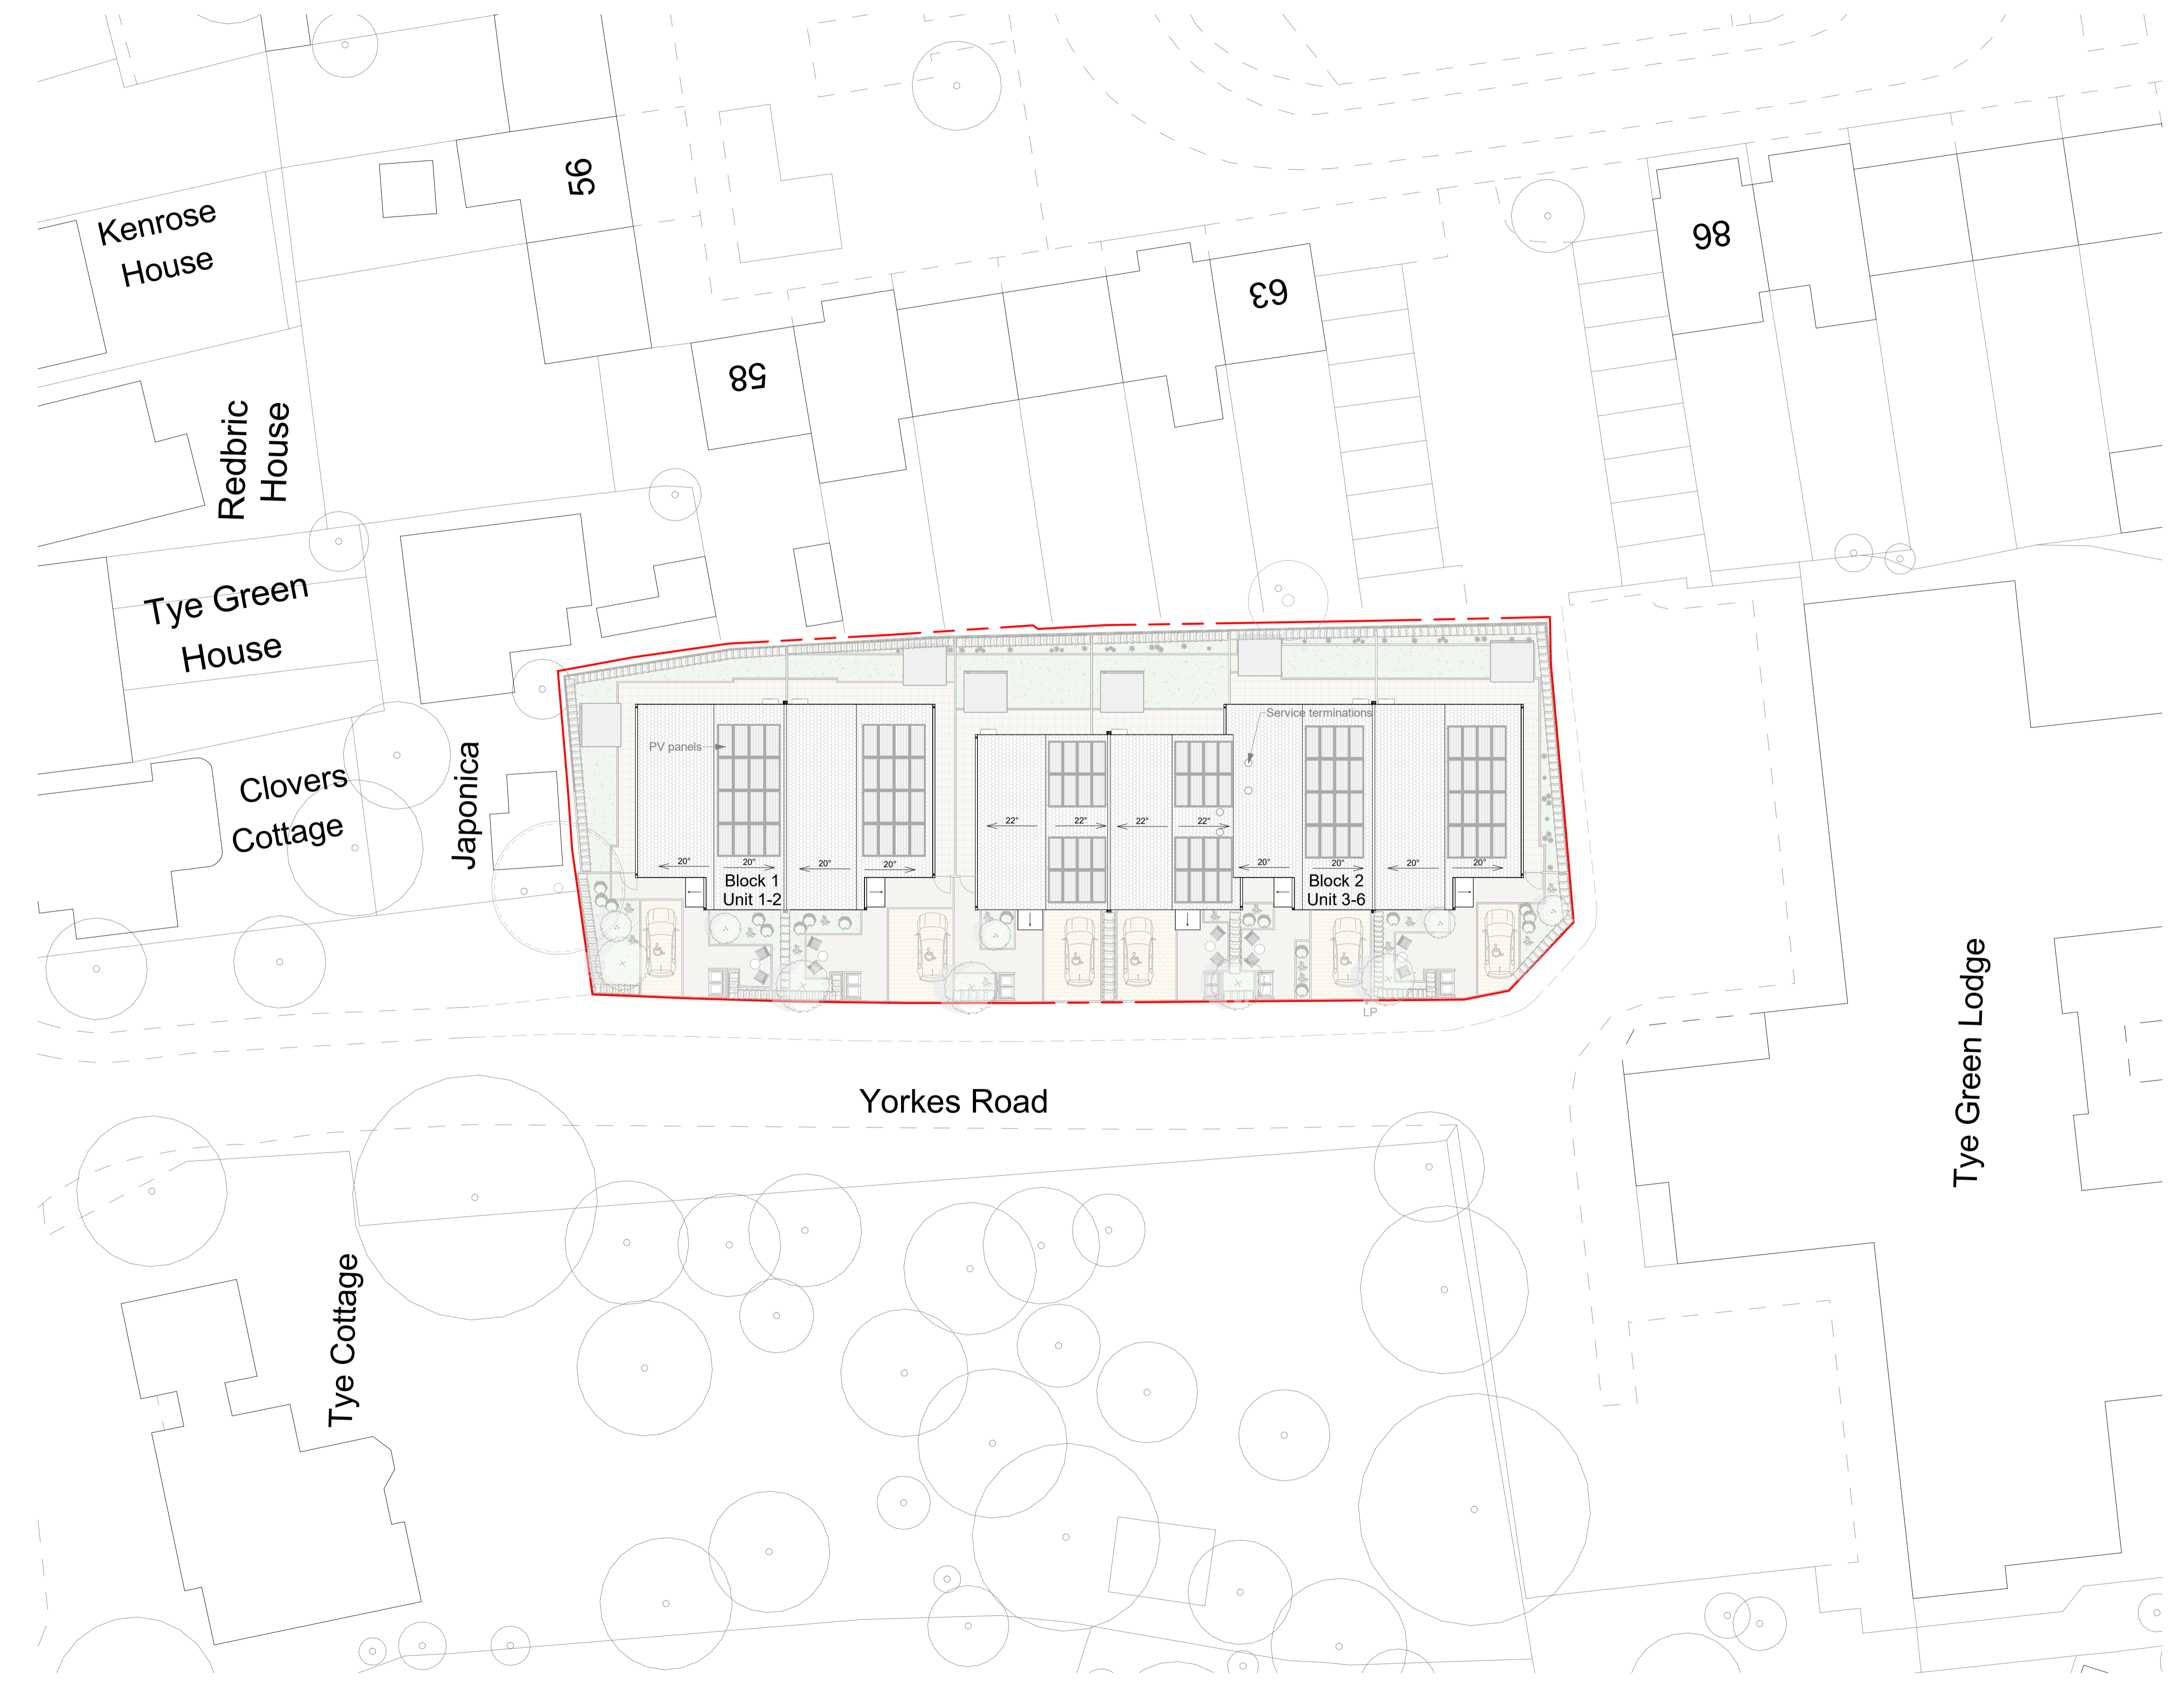 56
Kenrose
House
86
63
58
Redbric
House
Tye Green
House
Clovers
Cottage
Japonica
PV panels
Service terminations
22°
22°
22°
22°
20°
20°
20°
20°
20°
20°
20°
20°
Block 1
Unit 1-2
Block 2
Unit 3-6
LP
Yorkes Road
Tye Green Lodge
Tye Cottage